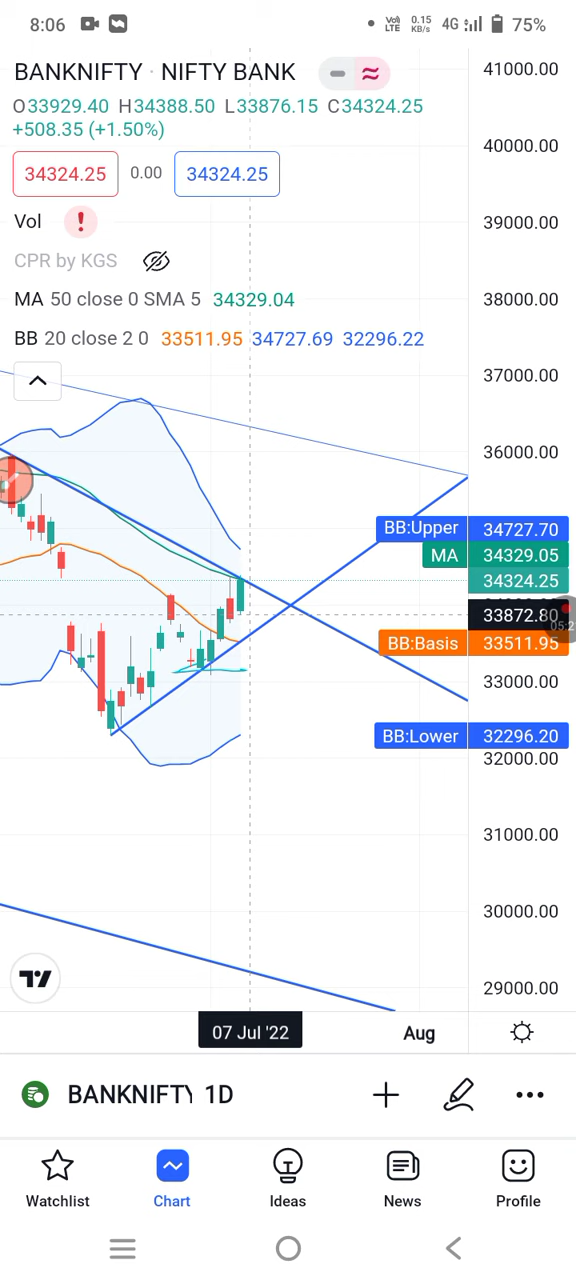 8:06 Vo) LTE 0.15 KB/s 4G 75%
BANKNIFTY · NIFTY BANK
O33929.40 H34388.50 L33876.15 C34324.25
+508.35 (+1.50%)
34324.25 0.00 34324.25
Vol !
CPR by KGS
MA 50 close 0 SMA 5 34329.04
BB 20 close 2 0 33511.95 34727.69 32296.22
41000.00
40000.00
39000.00
38000.00
37000.00
36000.00
BB:Upper 34727.70
MA 34329.05
34324.25
33872.80
BB:Basis 33511.95
33000.00
BB:Lower 32296.20
32000.00
31000.00
30000.00
29000.00
07 Jul '22 Aug
BANKNIFTY 1D
Watchlist Chart Ideas News Profile